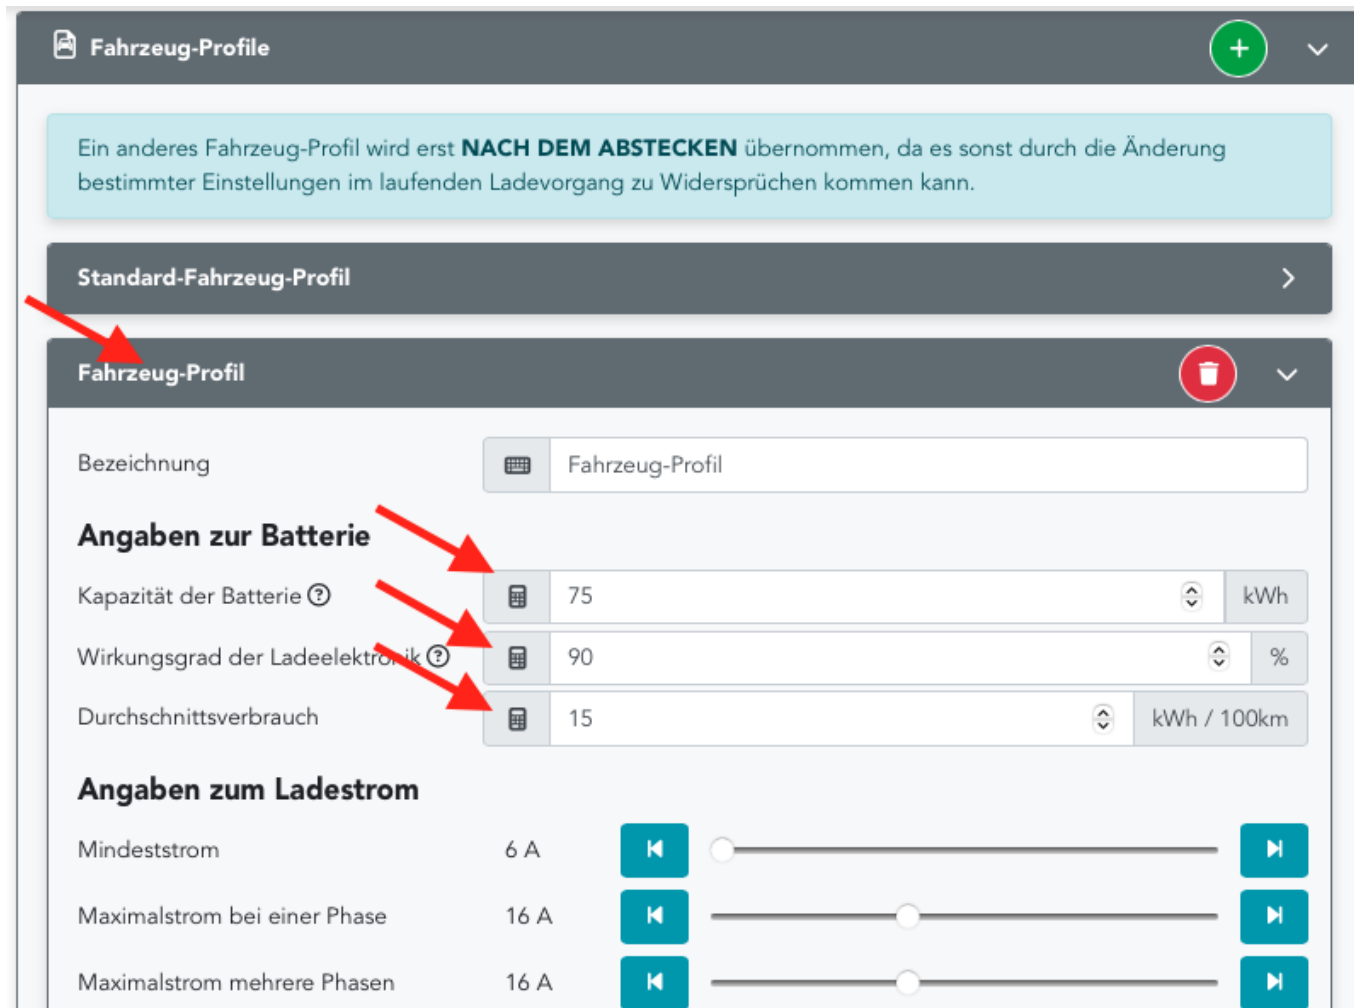 Fahrzeug-Profile
Ein anderes Fahrzeug-Profil wird erst NACH DEM ABSTECKEN übernommen, da es sonst durch die Änderung
bestimmter Einstellungen im laufenden Ladevorgang zu Widersprüchen kommen kann.
Standard-Fahrzeug-Profil
Fahrzeug-Profil
Bezeichnung Fahrzeug-Profil
Angaben zur Batterie
Kapazität der Batterie 75 kWh
Wirkungsgrad der Ladeelektronik 90 %
Durchschnittsverbrauch 15 kWh / 100km
Angaben zum Ladestrom
Mindeststrom 6 A
Maximalstrom bei einer Phase 16 A
Maximalstrom mehrere Phasen 16 A